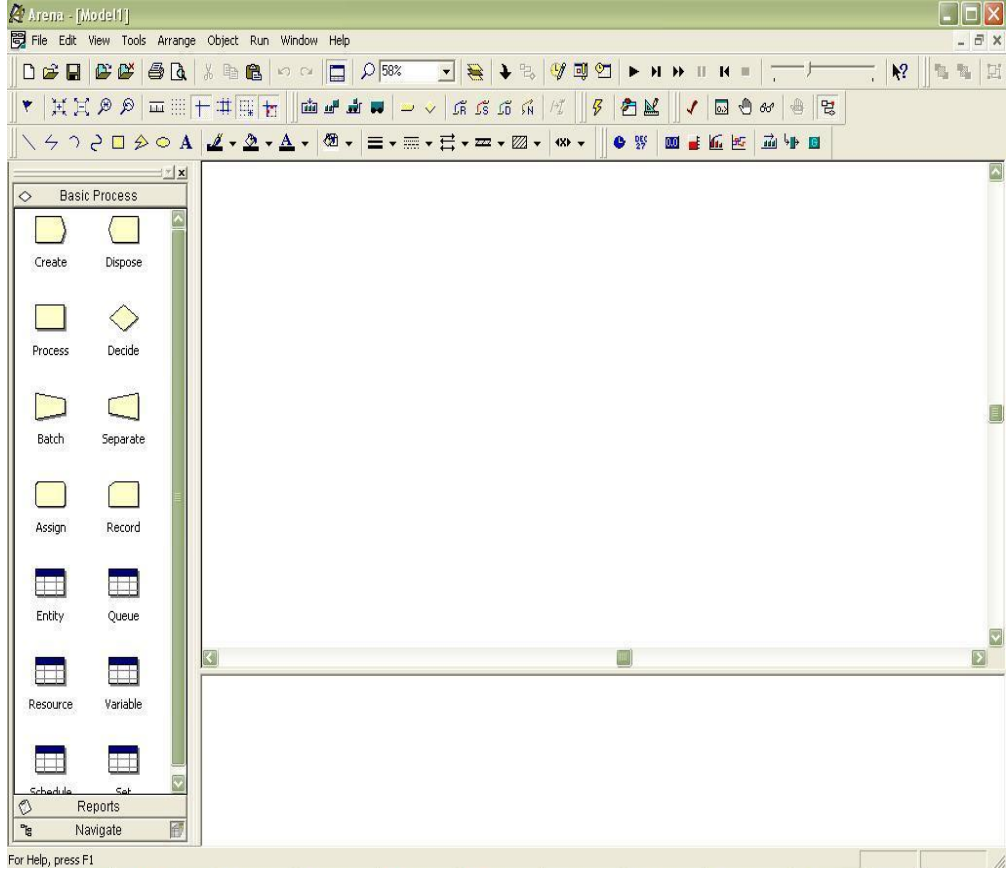 Arena - [Model1]
File Edit View Tools Arrange Object Run Window Help
58%
Basic Process
Create Dispose
Process Decide
Batch Separate
Assign Record
Entity Queue
Resource Variable
Schedule Set
Reports
Navigate
For Help, press F1